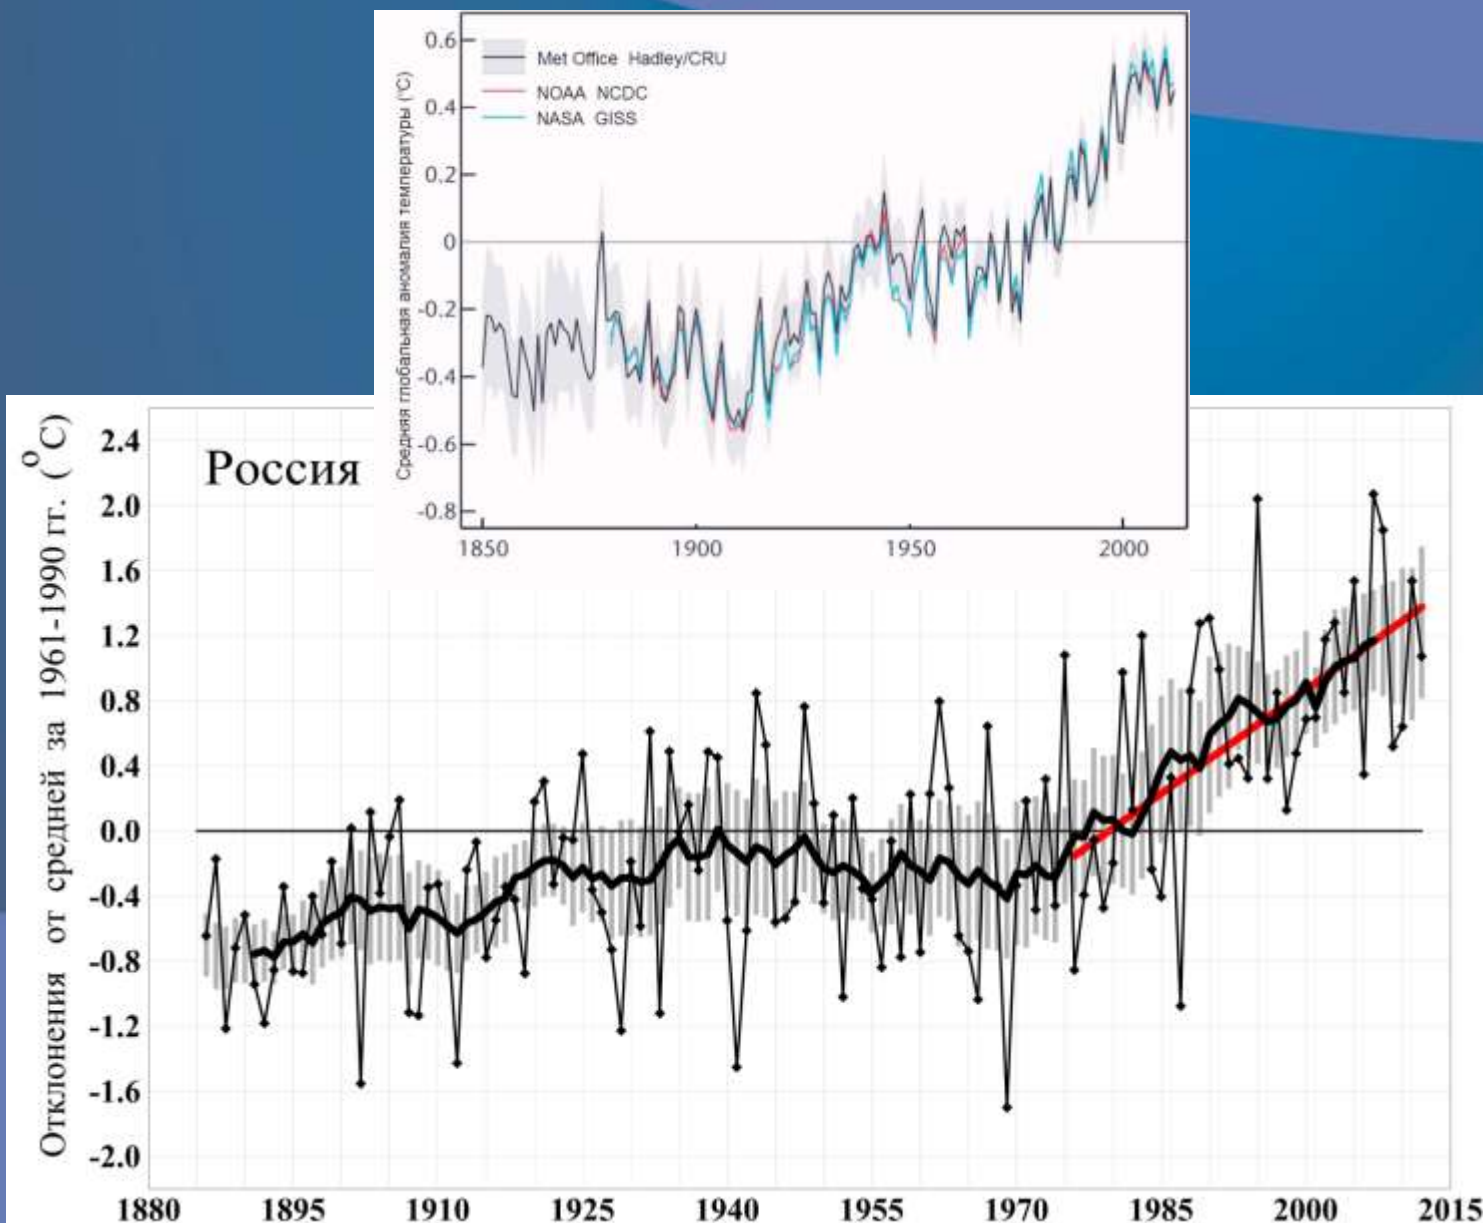 Средняя глобальная аномалия температуры (°C)
0.6
0.4
0.2
0
-0.2
-0.4
-0.6
-0.8
Met Office Hadley/CRU
NOAA NCDC
NASA GISS
1850 1900 1950 2000
Отклонения от средней за 1961-1990 гг. (°C)
Россия
2.4
2.0
1.6
1.2
0.8
0.4
0.0
-0.4
-0.8
-1.2
-1.6
-2.0
1880 1895 1910 1925 1940 1955 1970 1985 2000 2015